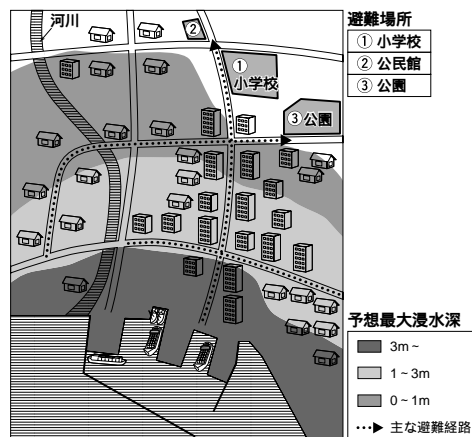 河川
②
①
小学校
③公園
避難場所
① 小学校
② 公民館
③ 公園
予想最大浸水深
3m~
1~3m
0~1m
主な避難経路